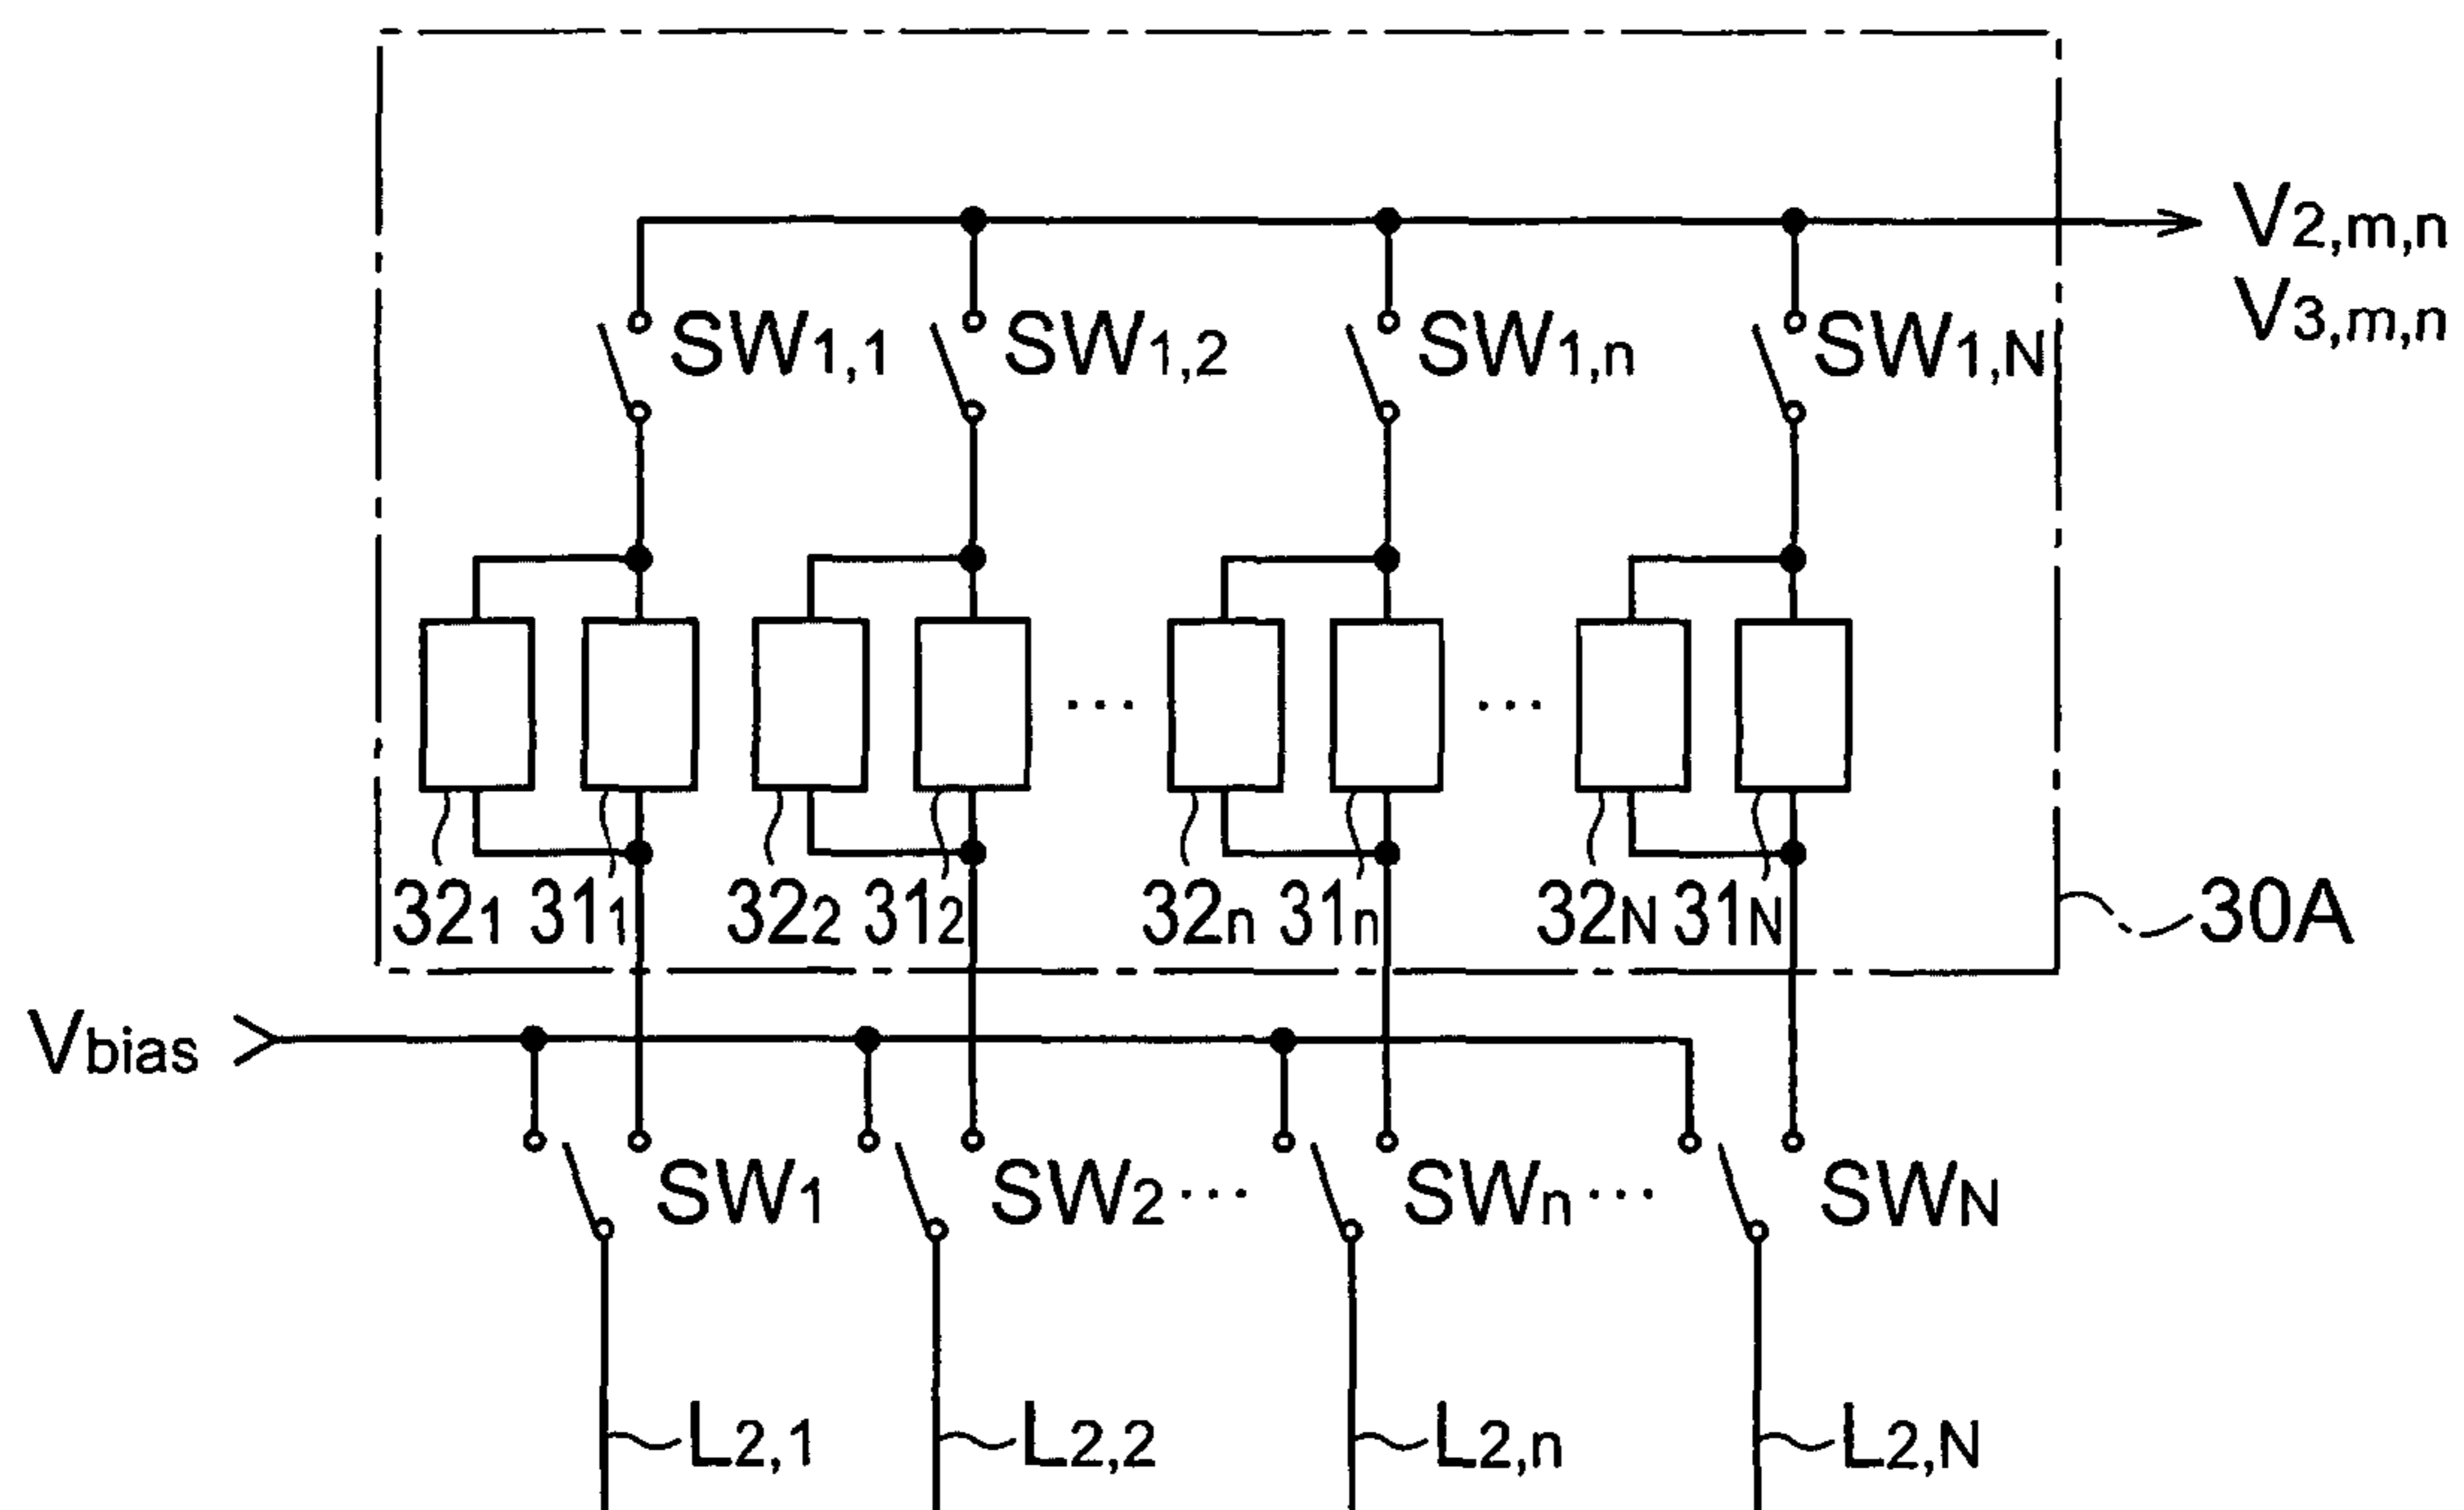 V2,m,n
V3,m,n
SW1,1 SW1,2 SW1,n SW1,N
... ...
321 311 322 312 32n 31n 32N 31N 30A
Vbias
SW1 SW2 ... SWn ... SWN
L2,1 L2,2 L2,n L2,N